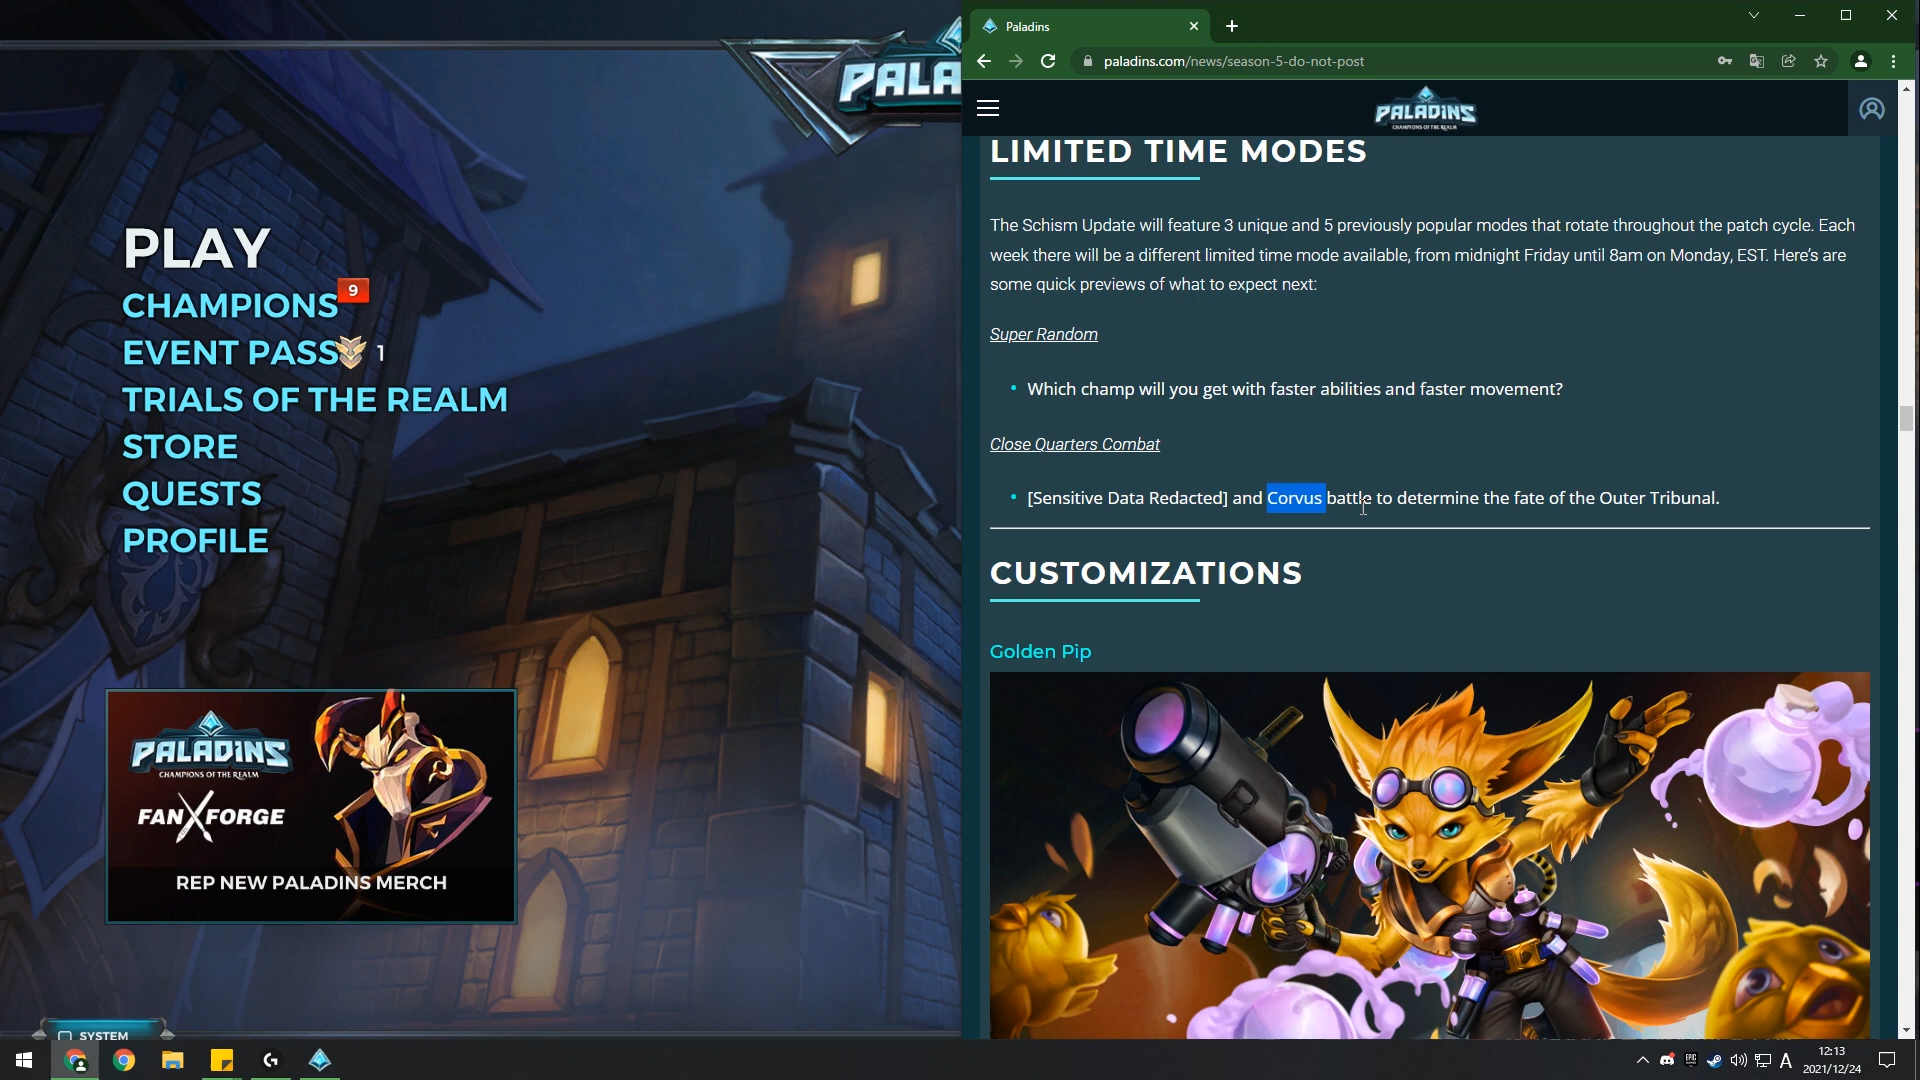 PALA
PLAY
CHAMPIONS 9
EVENT PASS 1
TRIALS OF THE REALM
STORE
QUESTS
PROFILE
PALADINS
CHAMPIONS OF THE REALM
FAN FORGE
REP NEW PALADINS MERCH
SYSTEM
Paladins
paladins.com/news/season-5-do-not-post
PALADINS
CHAMPIONS OF THE REALM
LIMITED TIME MODES
The Schism Update will feature 3 unique and 5 previously popular modes that rotate throughout the patch cycle. Each
week there will be a different limited time mode available, from midnight Friday until 8am on Monday, EST. Here's are
some quick previews of what to expect next:
Super Random
• Which champ will you get with faster abilities and faster movement?
Close Quarters Combat
• [Sensitive Data Redacted] and Corvus battle to determine the fate of the Outer Tribunal.
CUSTOMIZATIONS
Golden Pip
EPIC
A
12:13
2021/12/24